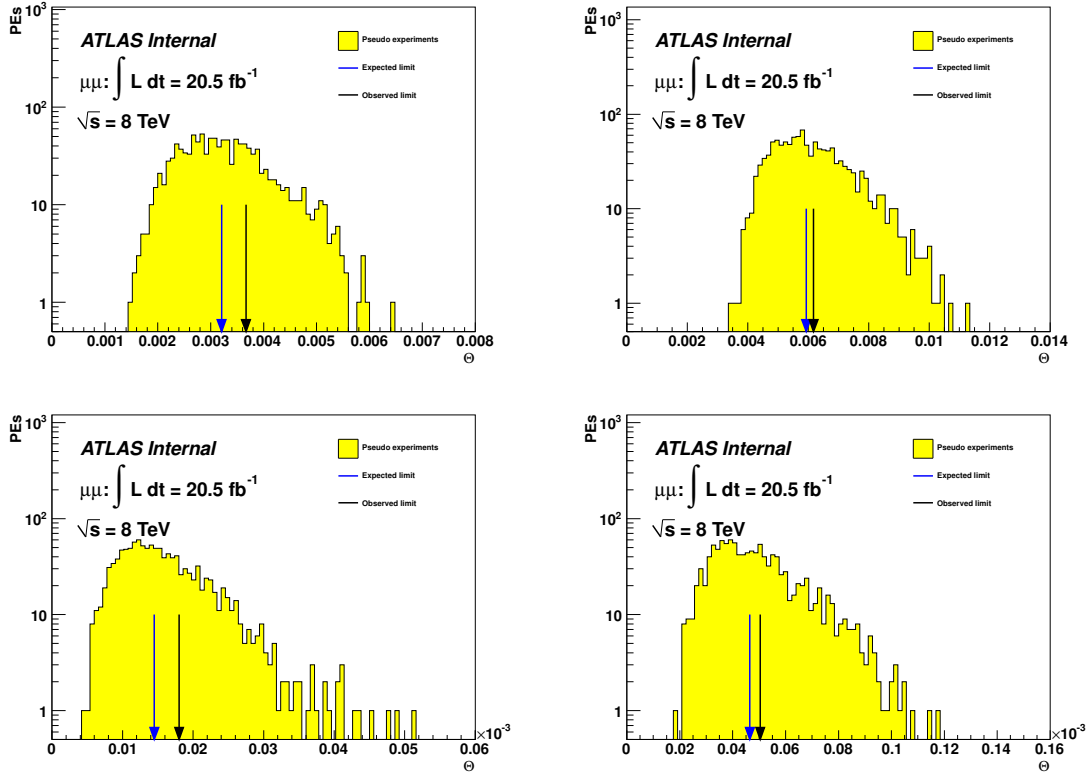 PEs
10³
10²
10
1
ATLAS Internal
μμ: ∫ L dt = 20.5 fb⁻¹
√s = 8 TeV
Pseudo experiments
Expected limit
Observed limit
0 0.001 0.002 0.003 0.004 0.005 0.006 0.007 0.008
Θ
PEs
10³
10²
10
1
ATLAS Internal
μμ: ∫ L dt = 20.5 fb⁻¹
√s = 8 TeV
Pseudo experiments
Expected limit
Observed limit
0 0.002 0.004 0.006 0.008 0.01 0.012 0.014
Θ
PEs
10³
10²
10
1
ATLAS Internal
μμ: ∫ L dt = 20.5 fb⁻¹
√s = 8 TeV
Pseudo experiments
Expected limit
Observed limit
0 0.01 0.02 0.03 0.04 0.05 0.06
×10⁻³
Θ
PEs
10³
10²
10
1
ATLAS Internal
μμ: ∫ L dt = 20.5 fb⁻¹
√s = 8 TeV
Pseudo experiments
Expected limit
Observed limit
0 0.02 0.04 0.06 0.08 0.1 0.12 0.14 0.16
×10⁻³
Θ